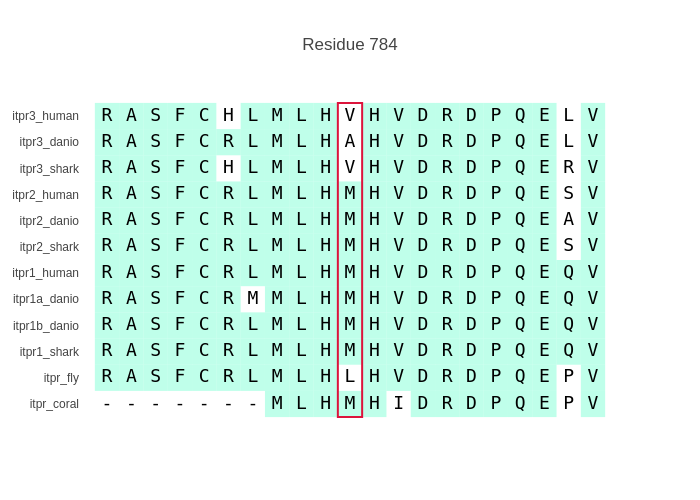 Residue 784
itpr3_human R A S F C H L M L H V H V D R D P Q E L V
itpr3_danio R A S F C R L M L H A H V D R D P Q E L V
itpr3_shark R A S F C H L M L H V H V D R D P Q E R V
itpr2_human R A S F C R L M L H M H V D R D P Q E S V
itpr2_danio R A S F C R L M L H M H V D R D P Q E A V
itpr2_shark R A S F C R L M L H M H V D R D P Q E S V
itpr1_human R A S F C R L M L H M H V D R D P Q E Q V
itpr1a_danio R A S F C R M M L H M H V D R D P Q E Q V
itpr1b_danio R A S F C R L M L H M H V D R D P Q E Q V
itpr1_shark R A S F C R L M L H M H V D R D P Q E Q V
itpr_fly R A S F C R L M L H L H V D R D P Q E P V
itpr_coral - - - - - - - M L H M H I D R D P Q E P V